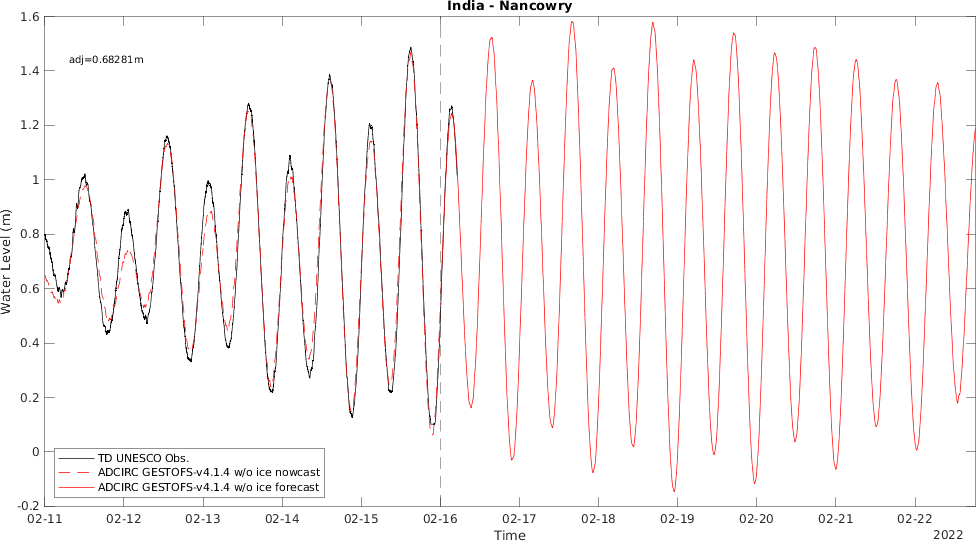 India - Nancowry
1.6
1.4
1.2
1
0.8
0.6
0.4
0.2
0
-0.2
Water Level (m)
adj=0.68281m
TD UNESCO Obs.
ADCIRC GESTOFS-v4.1.4 w/o ice nowcast
ADCIRC GESTOFS-v4.1.4 w/o ice forecast
02-11 02-12 02-13 02-14 02-15 02-16 02-17 02-18 02-19 02-20 02-21 02-22
Time
2022